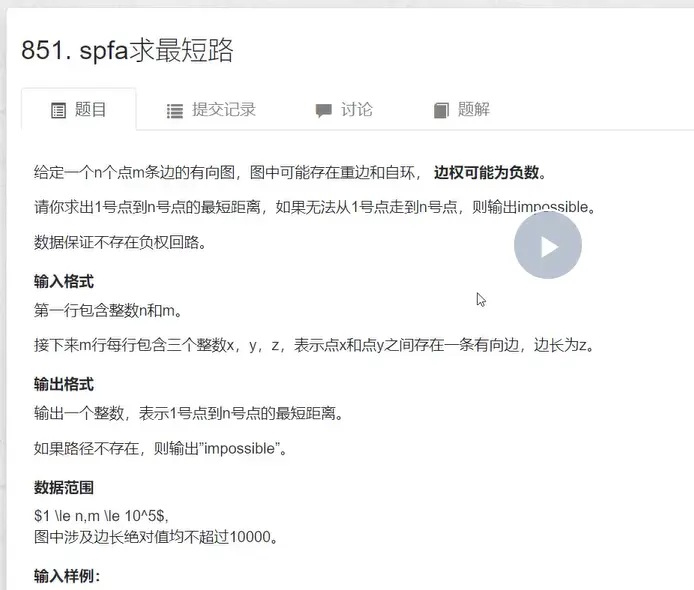 851. spfa求最短路
题目 提交记录 讨论 题解
给定一个n个点m条边的有向图，图中可能存在重边和自环， 边权可能为负数。
请你求出1号点到n号点的最短距离，如果无法从1号点走到n号点，则输出impossible。
数据保证不存在负权回路。
输入格式
第一行包含整数n和m。
接下来m行每行包含三个整数x，y，z，表示点x和点y之间存在一条有向边，边长为z。
输出格式
输出一个整数，表示1号点到n号点的最短距离。
如果路径不存在，则输出”impossible”。
数据范围
$1 \le n,m \le 10^5$,
图中涉及边长绝对值均不超过10000。
输入样例：